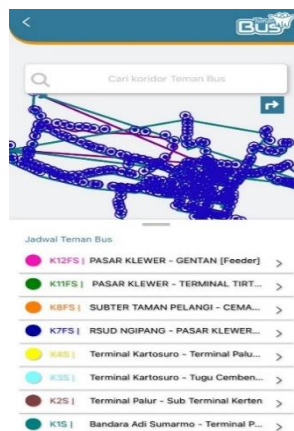 Teman
Bus
Cari koridor Teman Bus
Jadwal Teman Bus
K12FS | PASAR KLEWER - GENTAN [Feeder]
K11FS | PASAR KLEWER - TERMINAL TIRT...
K8FS | SUBTER TAMAN PELANGI - CEMA...
K7FS | RSUD NGIPANG - PASAR KLEWER...
K4S | Terminal Kartosuro - Terminal Palu...
K3S | Terminal Kartosuro - Tugu Cemben...
K2S | Terminal Palur - Sub Terminal Kerten
K1S | Bandara Adi Sumarmo - Terminal P...